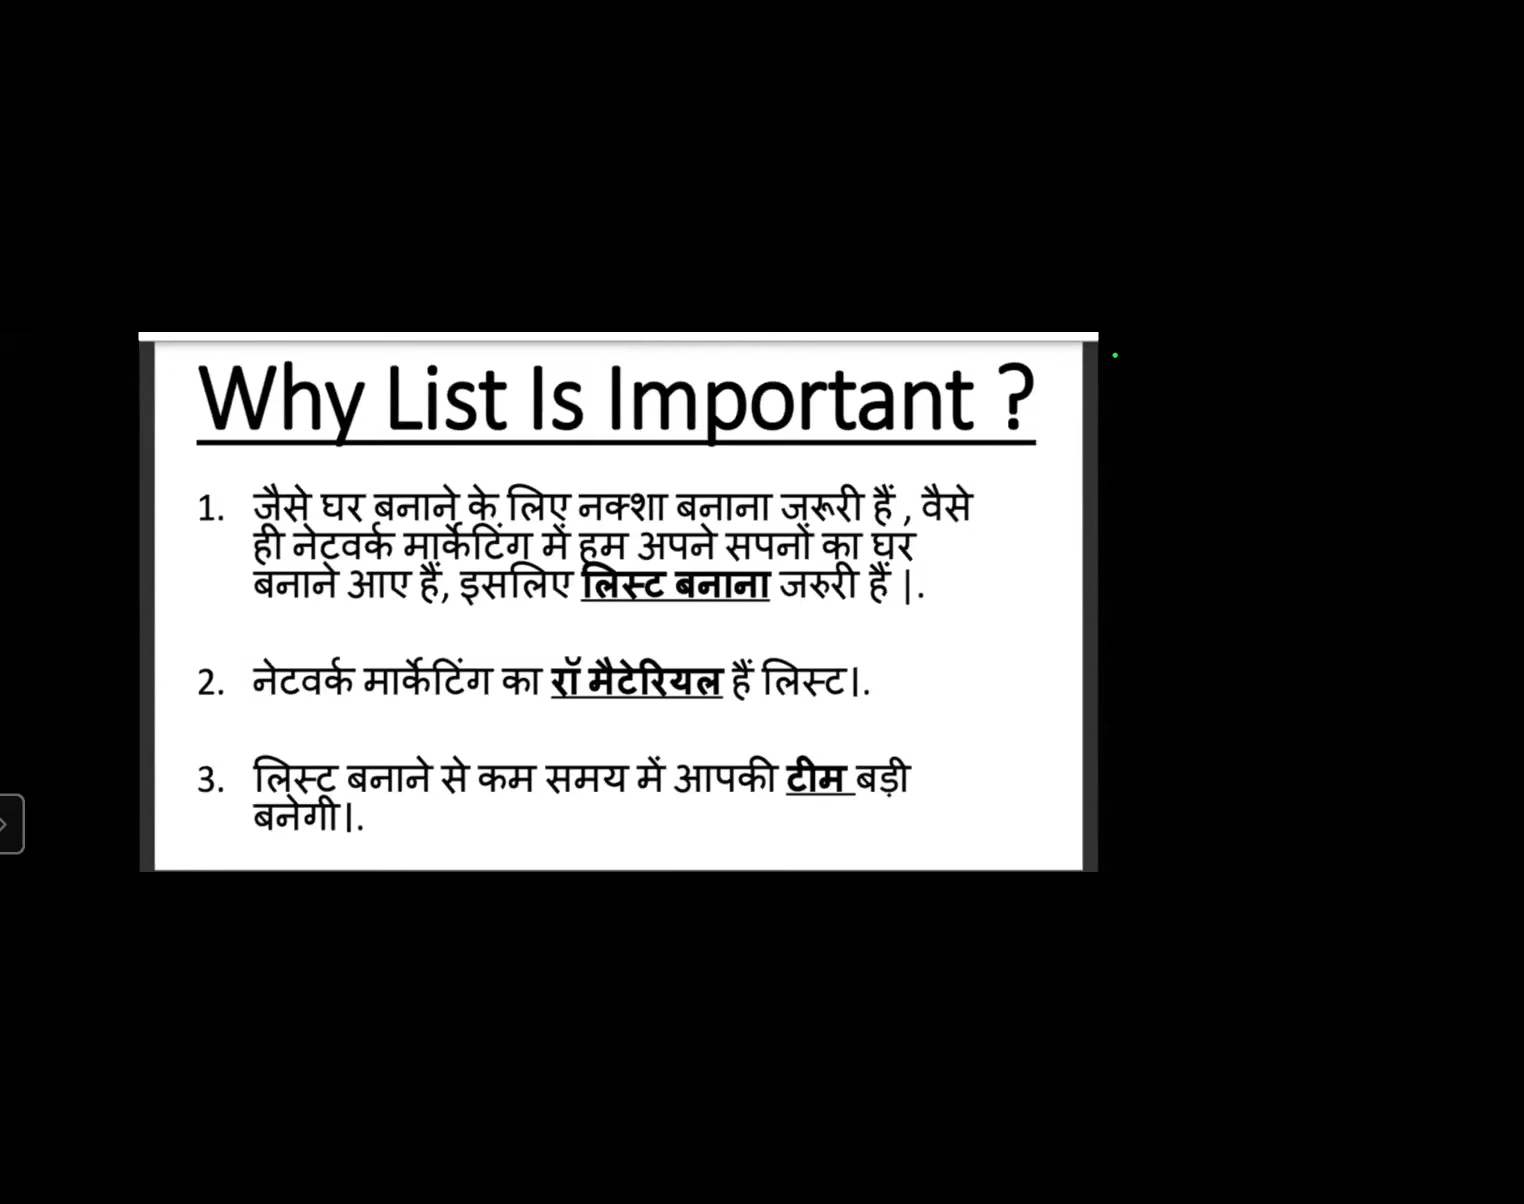 Why List Is Important ?
1. जैसे घर बनाने के लिए नक्शा बनाना ज़रूरी हैं , वैसे
ही नेटवर्क मार्केटिंग में हम अपने सपनों का घर
बनाने आए हैं, इसलिए लिस्ट बनाना जरुरी हैं |.
2. नेटवर्क मार्केटिंग का रॉ मैटेरियल हैं लिस्ट|.
3. लिस्ट बनाने से कम समय में आपकी टीम बड़ी
बनेगी|.